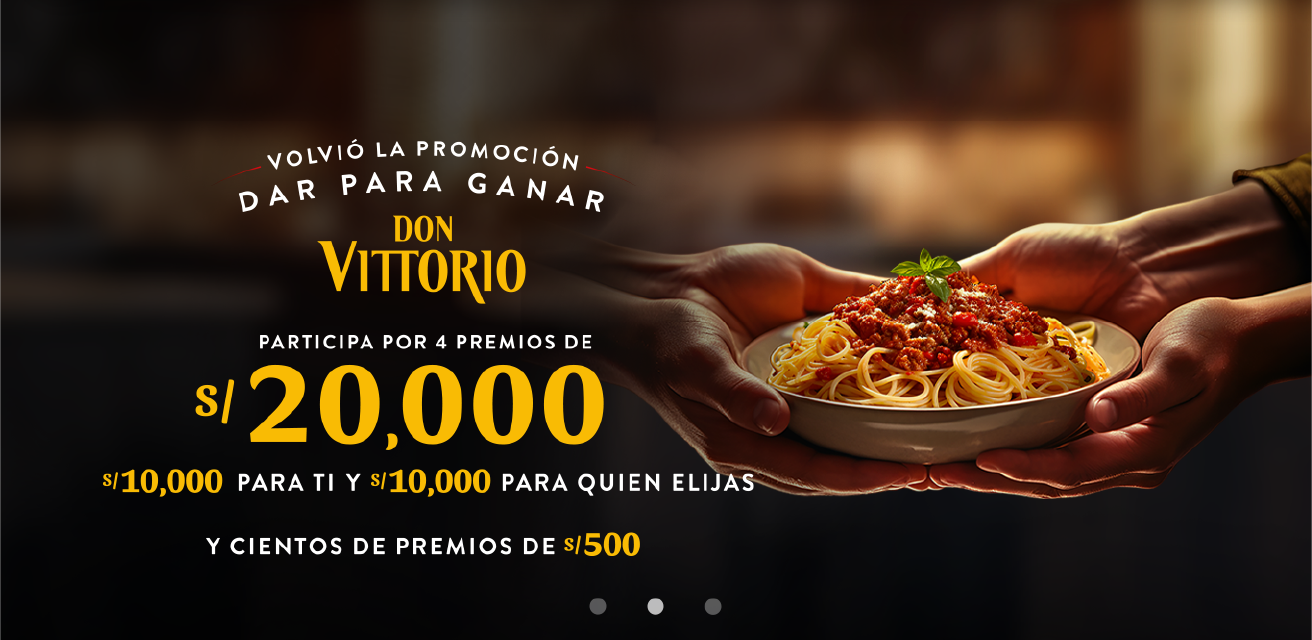 VOLVIÓ LA PROMOCIÓN
DAR PARA GANAR
DON
VITTORIO
PARTICIPA POR 4 PREMIOS DE
S/20,000
S/10,000 PARA TI Y S/10,000 PARA QUIEN ELIJAS
Y CIENTOS DE PREMIOS DE S/500